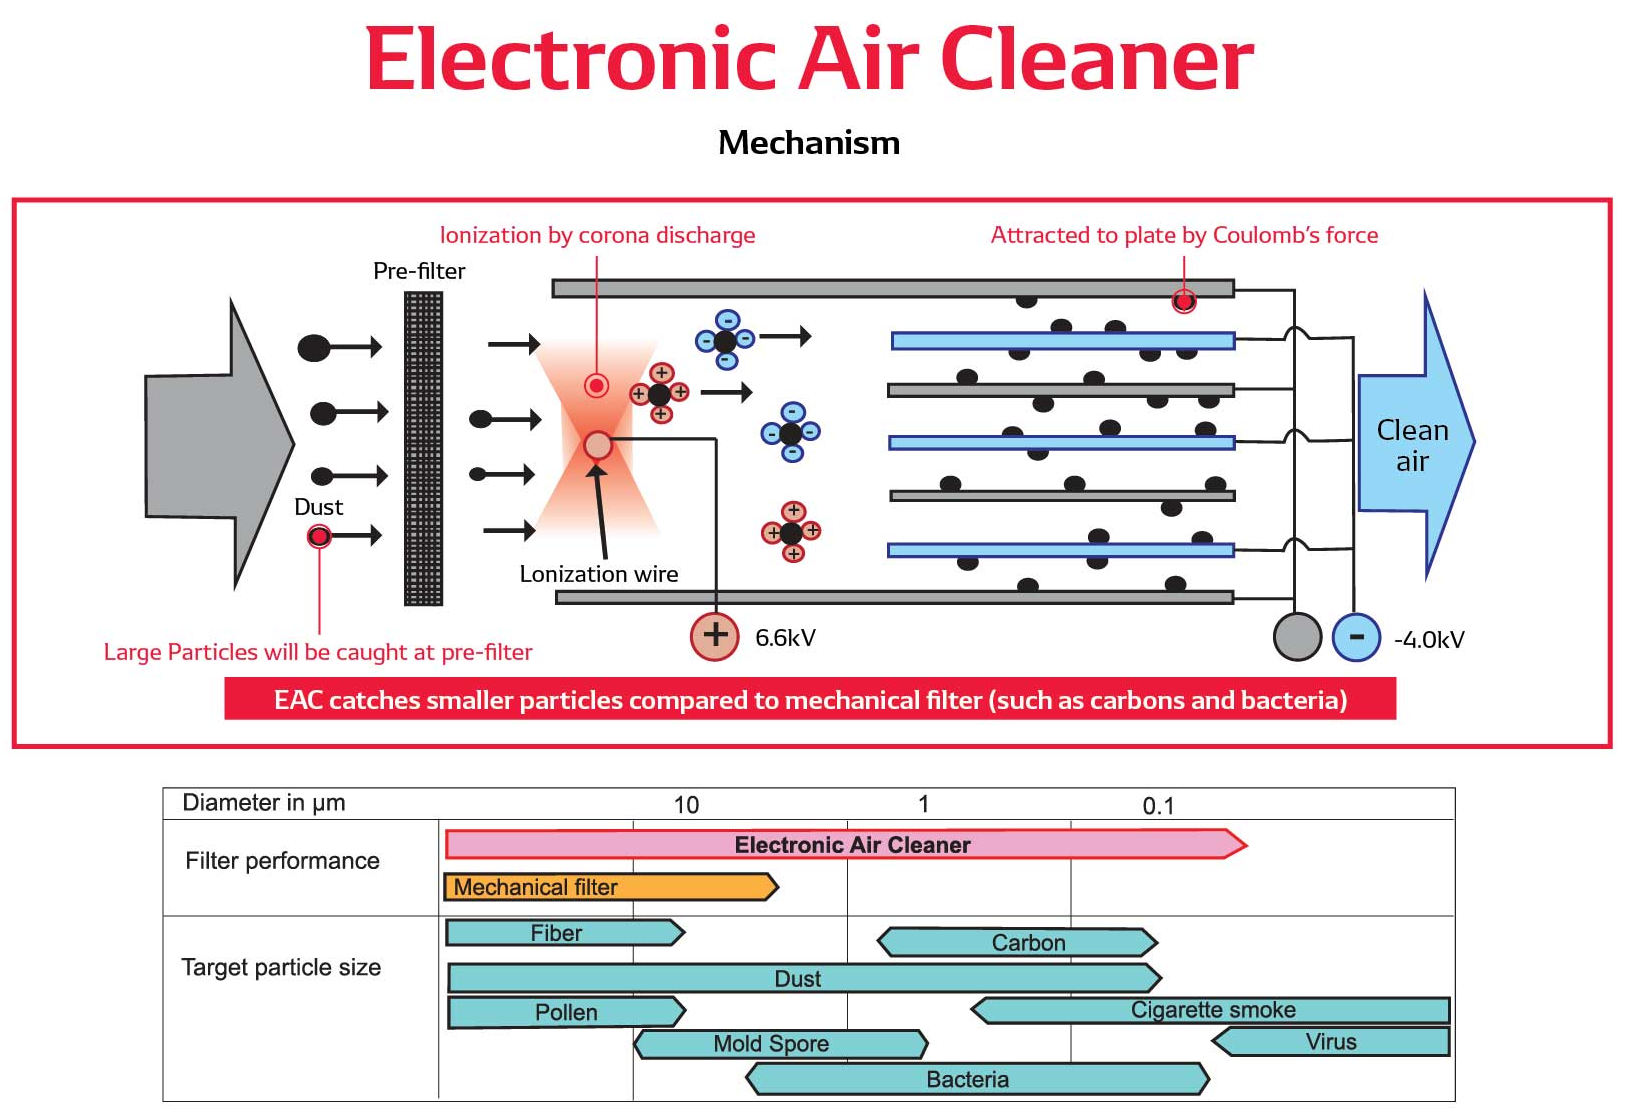 Electronic Air Cleaner
Mechanism
Ionization by corona discharge
Attracted to plate by Coulomb's force
Pre-filter
Dust
Lonization wire
Clean
air
+ 6.6kV
- -4.0kV
Large Particles will be caught at pre-filter
EAC catches smaller particles compared to mechanical filter (such as carbons and bacteria)
Diameter in µm 10 1 0.1
Filter performance
Electronic Air Cleaner
Mechanical filter
Target particle size
Fiber
Carbon
Dust
Pollen
Cigarette smoke
Mold Spore
Virus
Bacteria